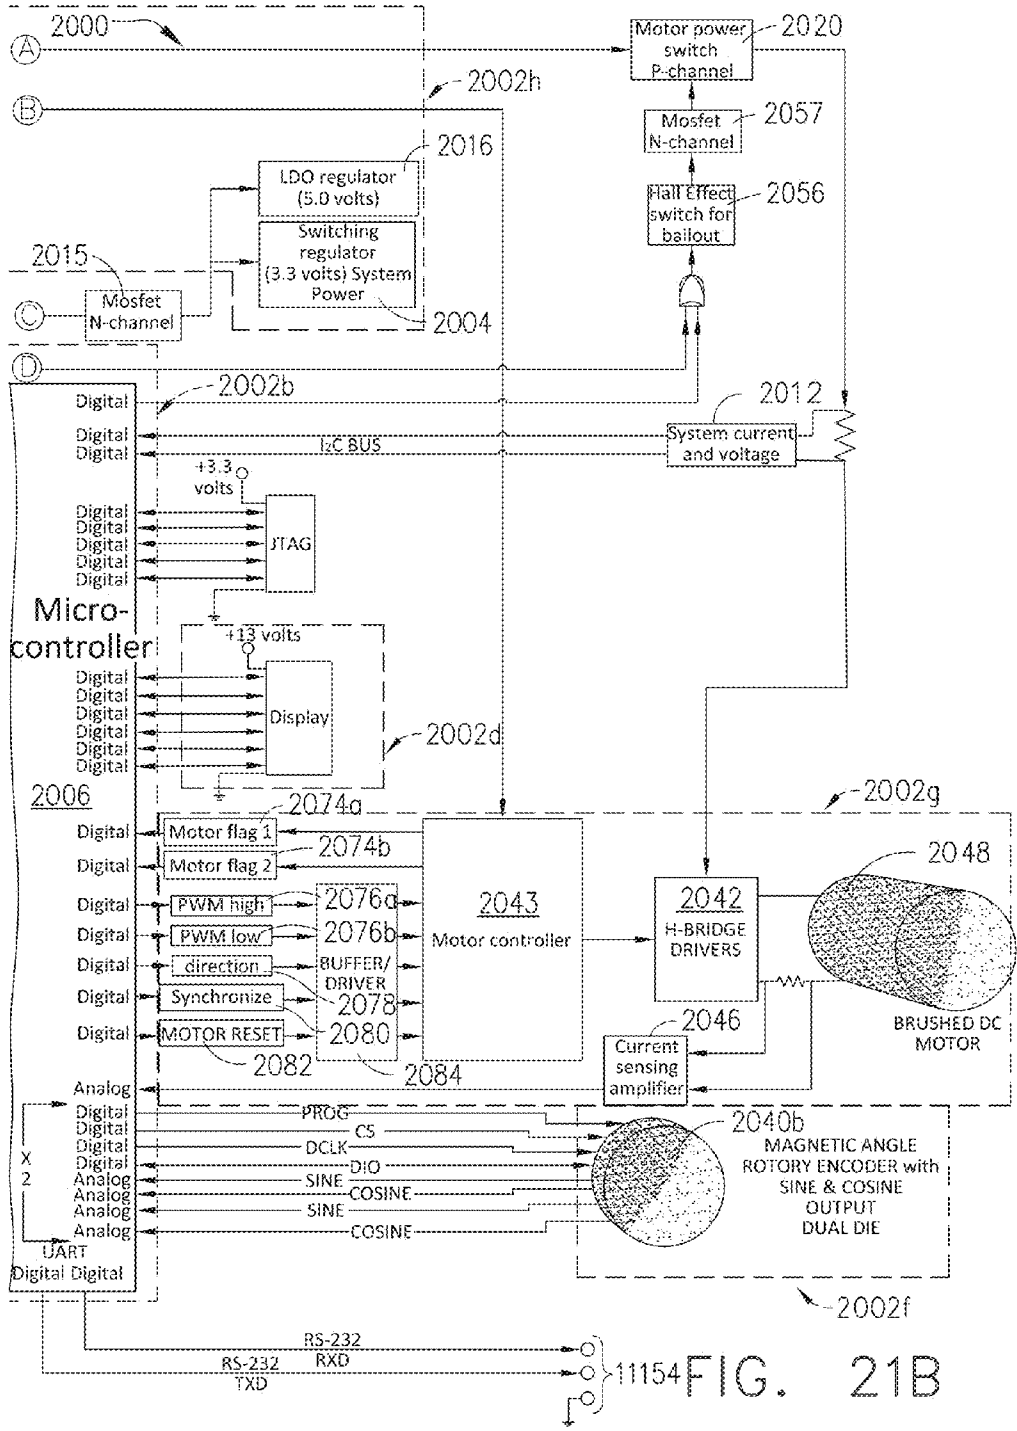 2000
A
Motor power
switch
P-channel
2020
2002h
B
Mosfet
N-channel
2057
2016
LDO regulator
(5.0 volts)
Hall Effect
switch for
bailout
2056
Switching
regulator
(3.3 volts) System
Power
2015
Mosfet
N-channel
C
2004
D
2002b
Digital
2012
Digital
Digital
I2C BUS
System current
and voltage
+3.3
volts
Digital
Digital
Digital
Digital
Digital
JTAG
Micro-
controller
+13 volts
Digital
Digital
Digital
Digital
Digital
Digital
Display
2002d
2006
2002g
2074a
Digital
Motor flag 1
2074b
Digital
Motor flag 2
2048
Digital
PWM high
2076a
2043
Motor controller
2042
H-BRIDGE
DRIVERS
Digital
PWM low
2076b
Digital
direction
BUFFER/
DRIVER
2078
Digital
Synchronize
2080
Digital
MOTOR RESET
2082
2084
2046
Current
sensing
amplifier
BRUSHED DC
MOTOR
Analog
Digital
PROG
Digital
CS
Digital
DCLK
Digital
DIO
Analog
SINE
Analog
COSINE
Analog
SINE
Analog
COSINE
X
2
2040b
MAGNETIC ANGLE
ROTORY ENCODER with
SINE & COSINE
OUTPUT
DUAL DIE
UART
Digital Digital
2002f
RS-232
RXD
RS-232
TXD
11154
FIG. 21B